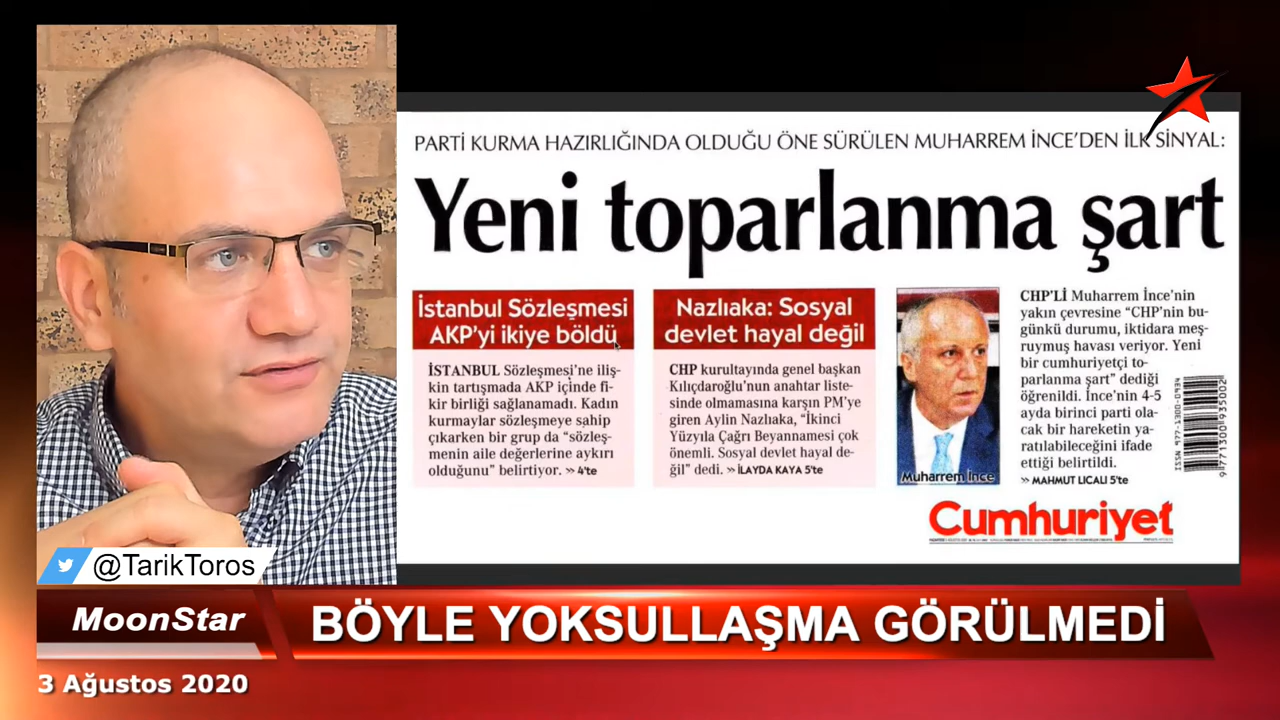 PARTİ KURMA HAZIRLIĞINDA OLDUĞU ÖNE SÜRÜLEN MUHARREM İNCE'DEN İLK SİNYAL:
Yeni toparlanma şart
İstanbul Sözleşmesi
AKP'yi ikiye böldü
İSTANBUL Sözleşmesi'ne iliş-
kin tartışmada AKP içinde fi-
kir birliği sağlanamadı. Kadın
kurmaylar sözleşmeye sahip
çıkarken bir grup da "sözleş-
menin aile değerlerine aykırı
olduğunu" belirtiyor. >> 4'te
Nazlıaka: Sosyal
devlet hayal değil
CHP kurultayında genel başkan
Kılıçdaroğlu'nun anahtar liste-
sinde olmamasına karşın PM'ye
giren Aylin Nazlıaka, "İkinci
Yüzyıla Çağrı Beyannamesi çok
önemli. Sosyal devlet hayal de-
ğil" dedi. >> İLAYDA KAYA 5'te
Muharrem İnce
CHP'Lİ Muharrem İnce'nin
yakın çevresine "CHP'nin bu-
günkü durumu, iktidara meş-
ruymuş havası veriyor. Yeni
bir cumhuriyetçi to-
parlanma şart" dediği
öğrenildi. İnce'nin 4-5
ayda birinci parti ola-
cak bir hareketin ya-
ratılabileceğini ifade
ettiği belirtildi.
>> MAHMUT LICALI 5'te
ISSN 977-1300-0934
9 771300 935002
Cumhuriyet
@TarikToros
MoonStar
BÖYLE YOKSULLAŞMA GÖRÜLMEDİ
3 Ağustos 2020